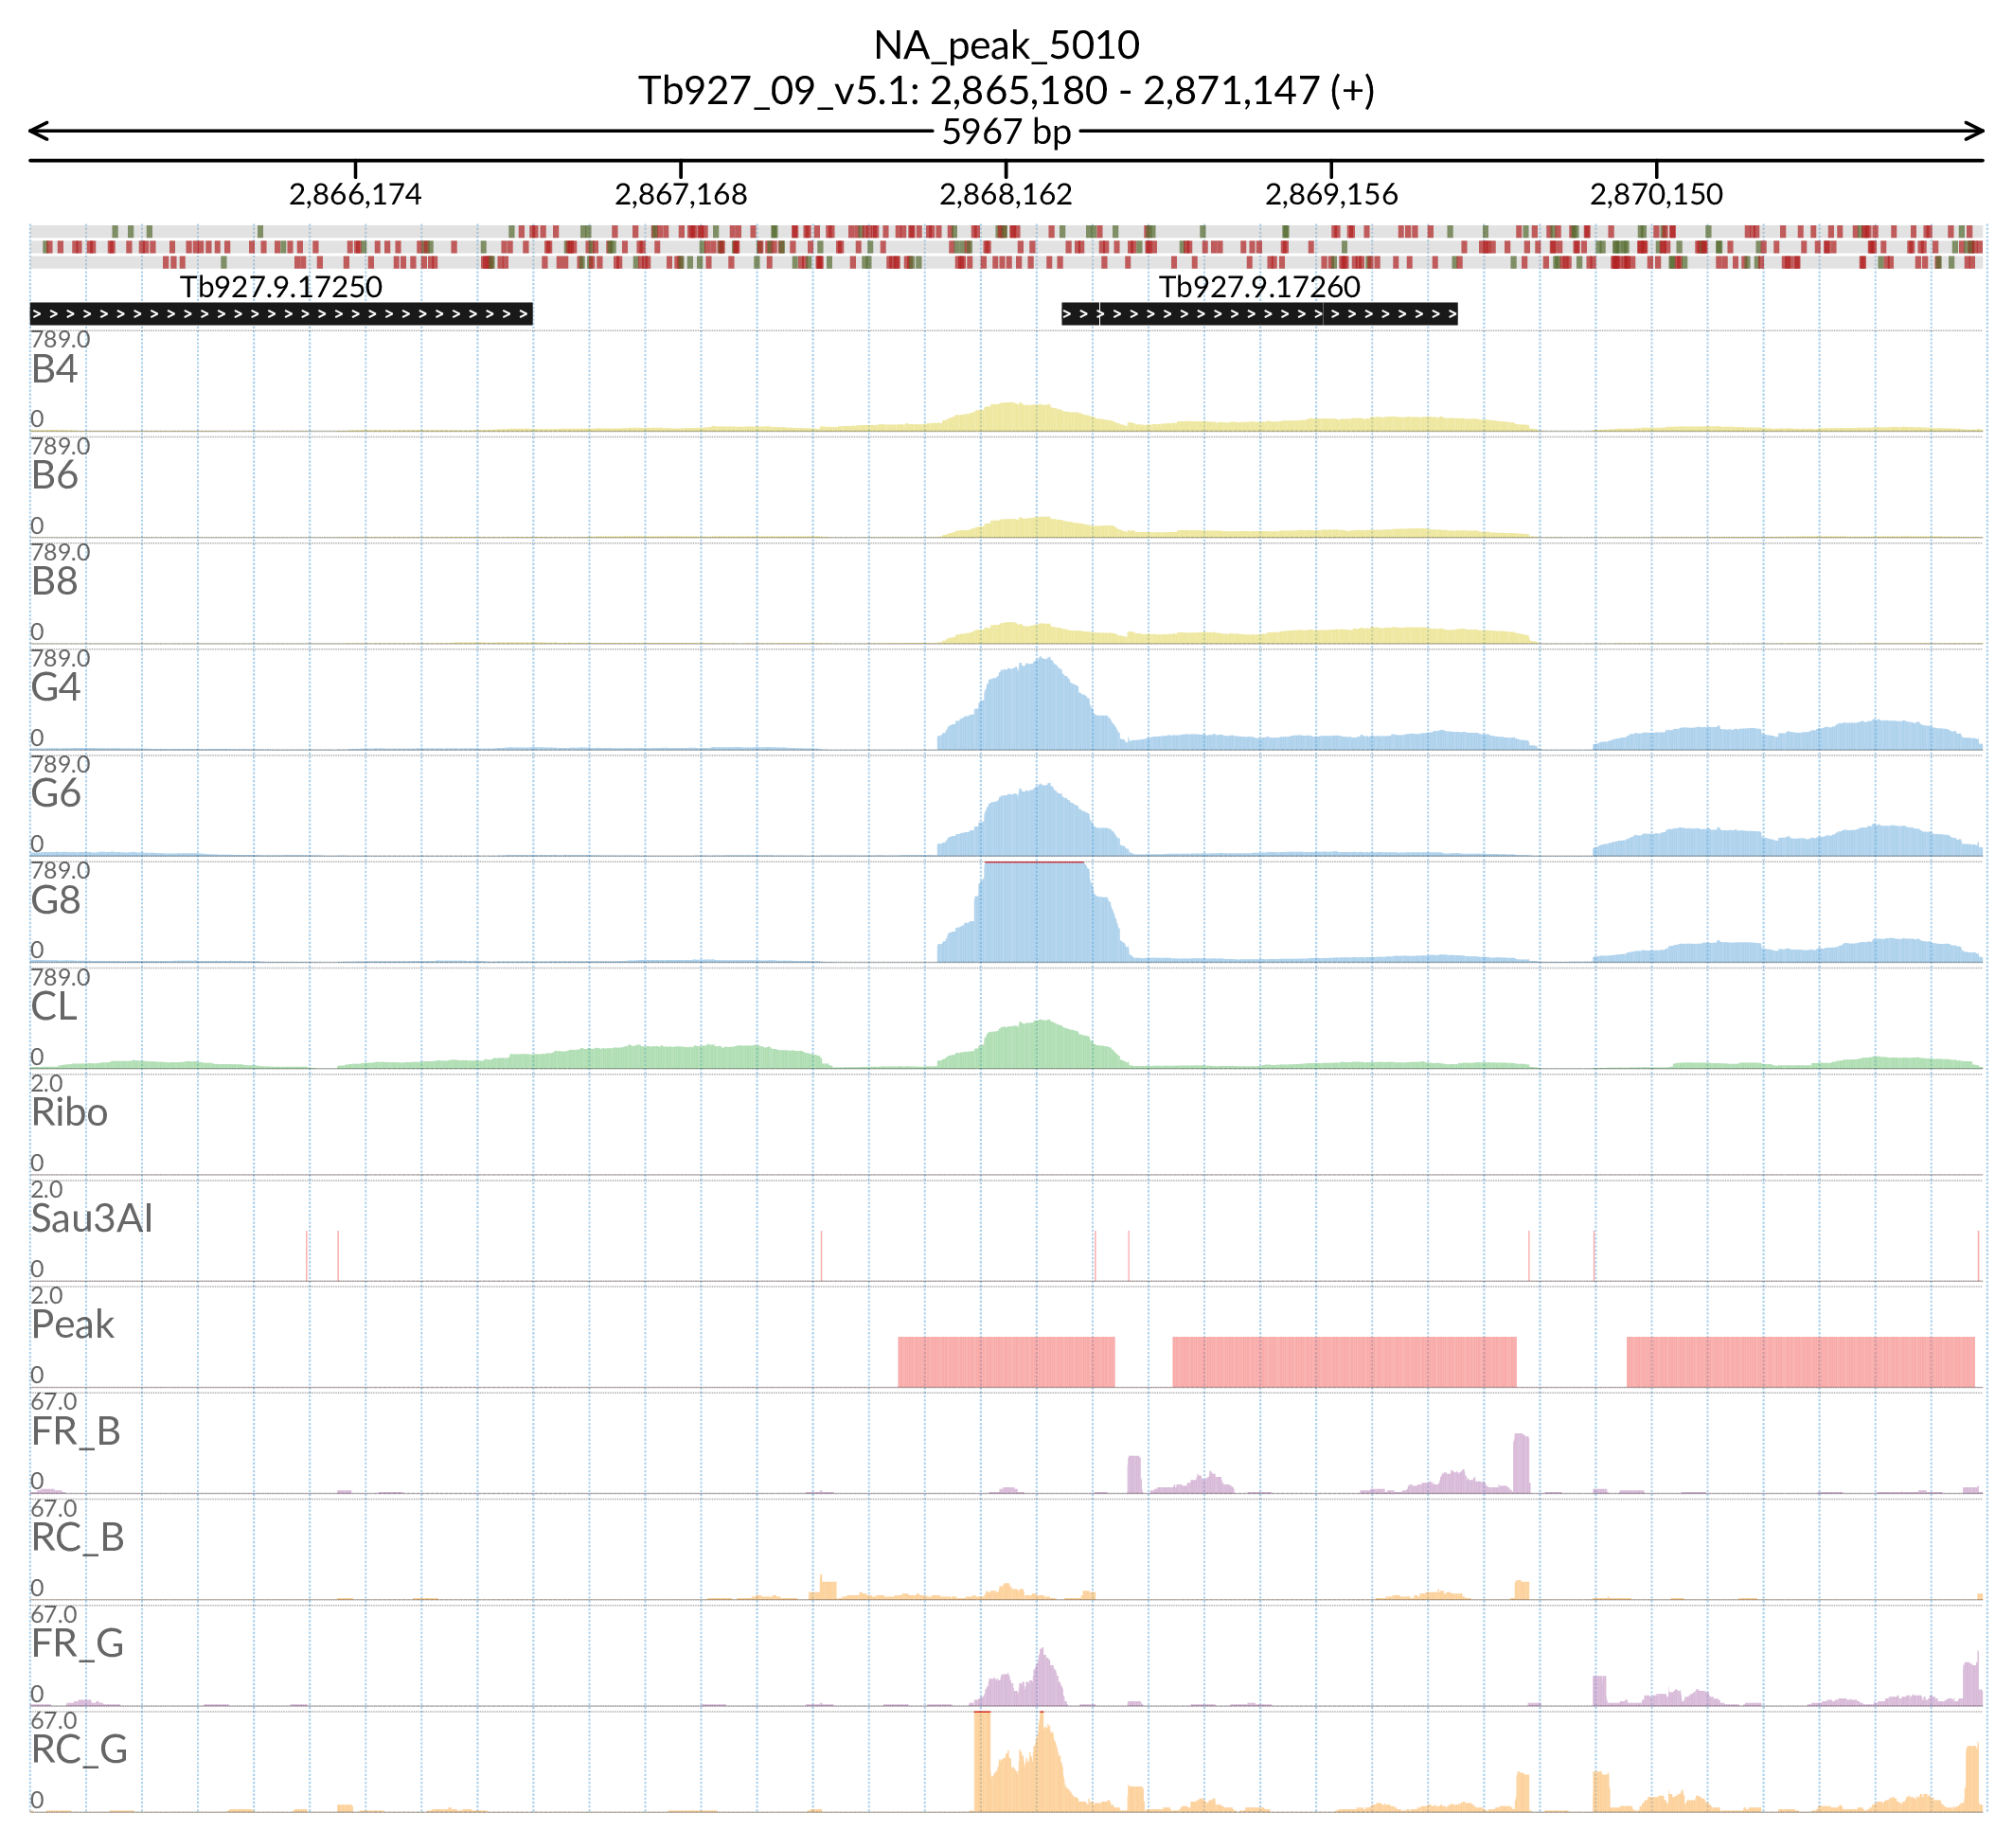 NA_peak_5010
Tb927_09_v5.1: 2,865,180 - 2,871,147 (+)
5967 bp
2,866,174 2,867,168 2,868,162 2,869,156 2,870,150
Tb927.9.17250 Tb927.9.17260
789.0
B4
0
789.0
B6
0
789.0
B8
0
789.0
G4
0
789.0
G6
0
789.0
G8
0
789.0
CL
0
2.0
Ribo
0
2.0
Sau3AI
0
2.0
Peak
0
67.0
FR_B
0
67.0
RC_B
0
67.0
FR_G
0
67.0
RC_G
0